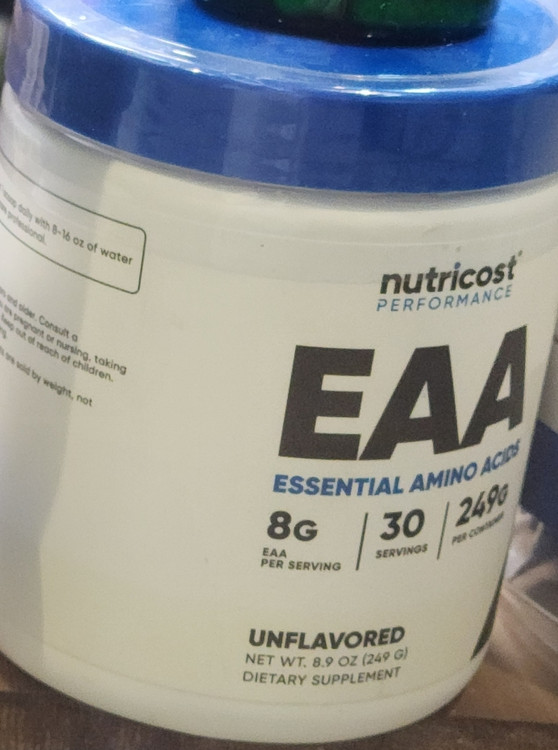 scoop daily with 8-16 oz of water
professional.
and older. Consult a
are pregnant or nursing, taking
keep out of reach of children.
are sold by weight, not
nutricost
PERFORMANCE
EAA
ESSENTIAL AMINO ACIDS
8G
EAA
PER SERVING
30
SERVINGS
249G
PER CONTAINER
UNFLAVORED
NET WT. 8.9 OZ (249 G)
DIETARY SUPPLEMENT